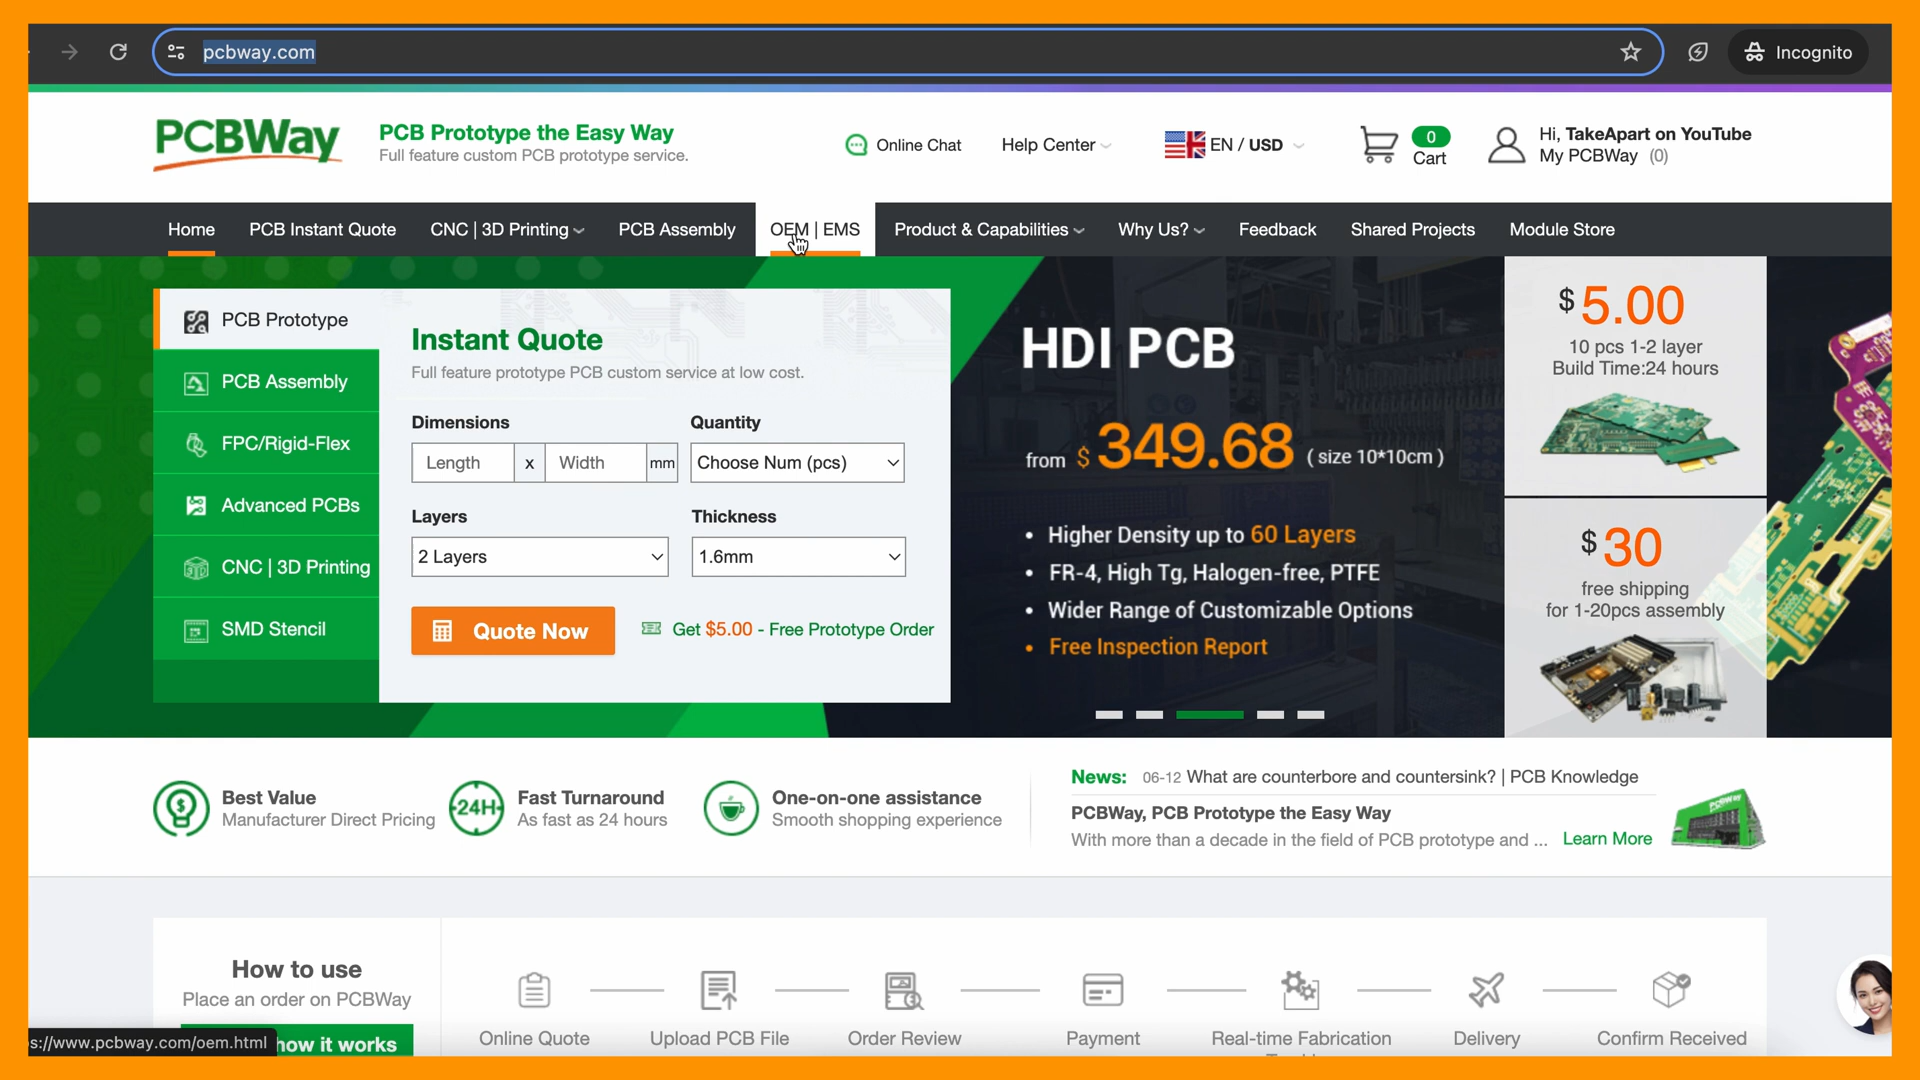 pcbway.com
Incognito
PCBWay
PCB Prototype the Easy Way
Full feature custom PCB prototype service.
Online Chat
Help Center
EN / USD
0
Cart
Hi, TakeApart on YouTube
My PCBWay (0)
Home
PCB Instant Quote
CNC | 3D Printing
PCB Assembly
OEM | EMS
Product & Capabilities
Why Us?
Feedback
Shared Projects
Module Store
PCB Prototype
PCB Assembly
FPC/Rigid-Flex
Advanced PCBs
CNC | 3D Printing
SMD Stencil
Instant Quote
Full feature prototype PCB custom service at low cost.
Dimensions
Quantity
Length x Width mm
Choose Num (pcs)
Layers
Thickness
2 Layers
1.6mm
Quote Now
Get $5.00 - Free Prototype Order
HDI PCB
from $ 349.68 ( size 10*10cm )
• Higher Density up to 60 Layers
• FR-4, High Tg, Halogen-free, PTFE
• Wider Range of Customizable Options
• Free Inspection Report
$ 5.00
10 pcs 1-2 layer
Build Time:24 hours
$ 30
free shipping
for 1-20pcs assembly
Best Value
Manufacturer Direct Pricing
24H
Fast Turnaround
As fast as 24 hours
One-on-one assistance
Smooth shopping experience
News: 06-12 What are counterbore and countersink? | PCB Knowledge
PCBWay, PCB Prototype the Easy Way
With more than a decade in the field of PCB prototype and ... Learn More
PCBWay
How to use
Place an order on PCBWay
how it works
Online Quote
Upload PCB File
Order Review
Payment
Real-time Fabrication
Delivery
Confirm Received
s://www.pcbway.com/oem.html